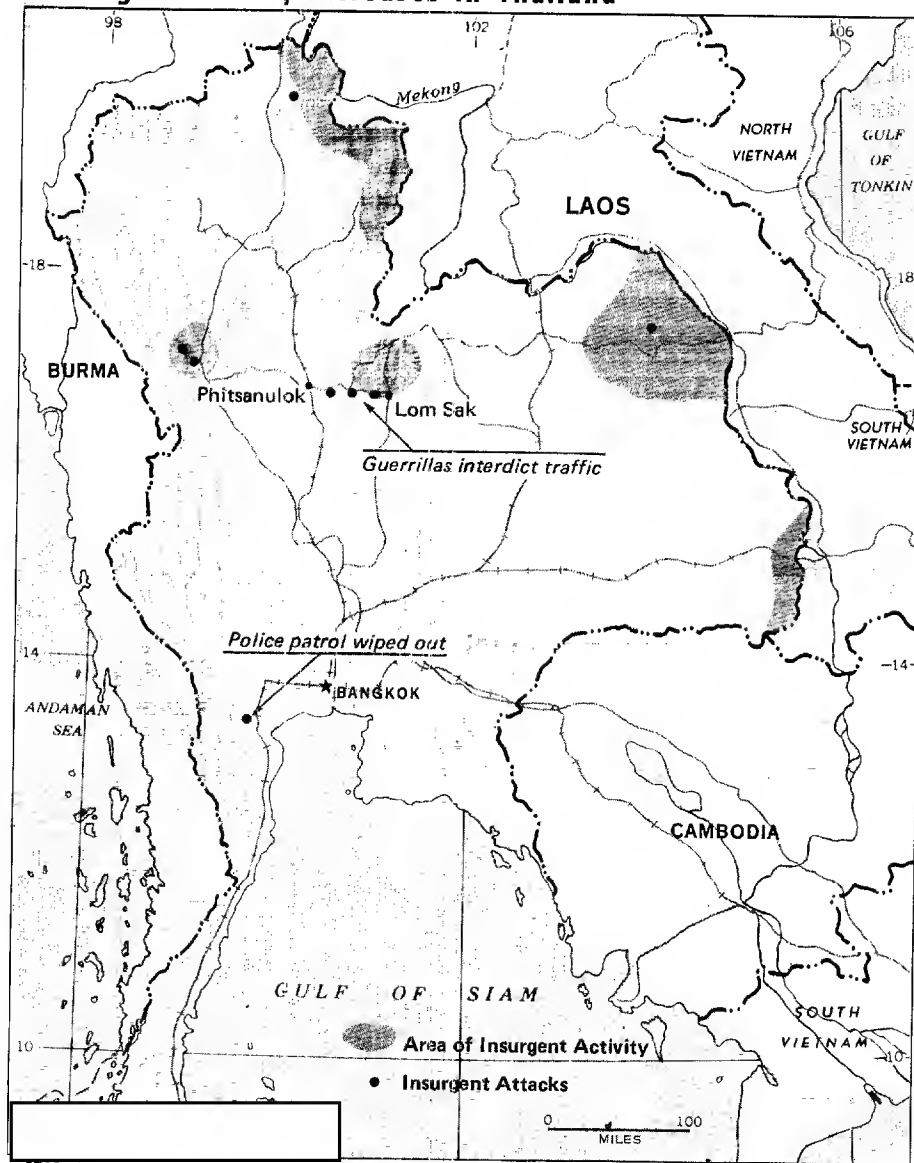 in Thailand
98
102
106
Mekong
NORTH
VIETNAM
GULF
OF
TONKIN
LAOS
18
18
BURMA
Phitsanulok
Lom Sak
SOUTH
VIETNAM
Guerrillas interdict traffic
Police patrol wiped out
14
14
BANGKOK
ANDAMAN
SEA
CAMBODIA
GULF OF SIAM
SOUTH
VIETNAM
10
10
Area of Insurgent Activity
Insurgent Attacks
0 100
MILES